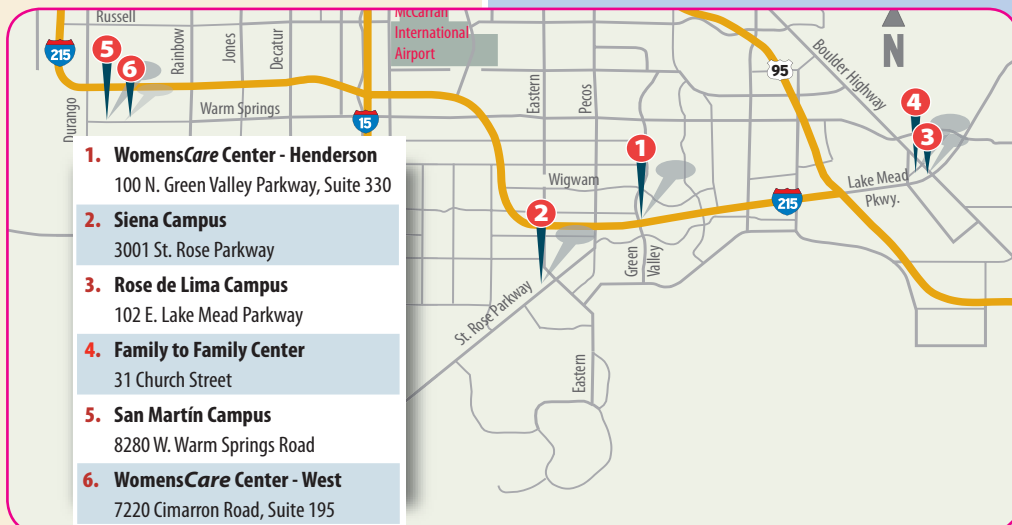 Russell
McCarran
International
Airport
215
5
6
Rainbow
Jones
Decatur
Durango
Warm Springs
15
Eastern
Pecos
95
Boulder Highway
N
4
3
1
Wigwam
2
215
Lake Mead
Pkwy.
Green
Valley
St. Rose Parkway
Eastern
1. WomensCare Center - Henderson
100 N. Green Valley Parkway, Suite 330
2. Siena Campus
3001 St. Rose Parkway
3. Rose de Lima Campus
102 E. Lake Mead Parkway
4. Family to Family Center
31 Church Street
5. San Martín Campus
8280 W. Warm Springs Road
6. WomensCare Center - West
7220 Cimarron Road, Suite 195